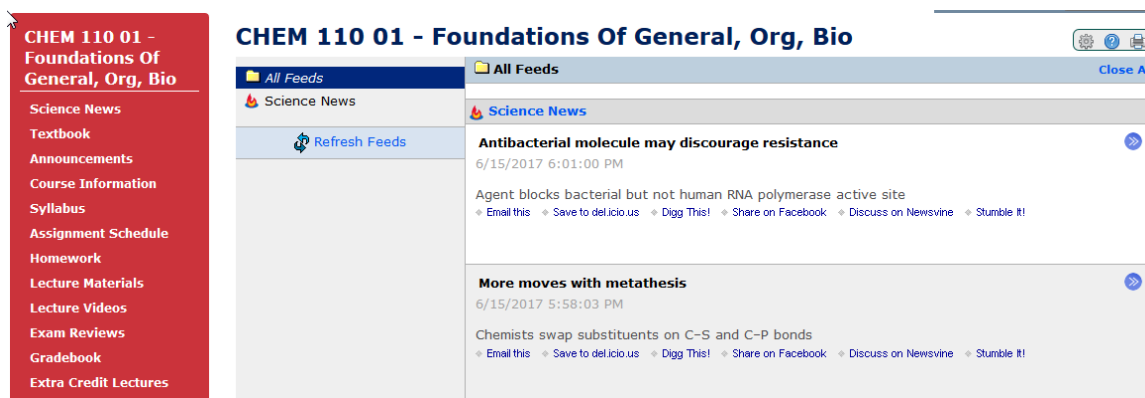 CHEM 110 01 -
Foundations Of
General, Org, Bio
Science News
Textbook
Announcements
Course Information
Syllabus
Assignment Schedule
Homework
Lecture Materials
Lecture Videos
Exam Reviews
Gradebook
Extra Credit Lectures
CHEM 110 01 - Foundations Of General, Org, Bio
All Feeds
Science News
Refresh Feeds
All Feeds
Close A
Science News
Antibacterial molecule may discourage resistance
6/15/2017 6:01:00 PM
Agent blocks bacterial but not human RNA polymerase active site
Email this Save to del.icio.us Digg This! Share on Facebook Discuss on Newsvine Stumble It!
More moves with metathesis
6/15/2017 5:58:03 PM
Chemists swap substituents on C–S and C–P bonds
Email this Save to del.icio.us Digg This! Share on Facebook Discuss on Newsvine Stumble It!